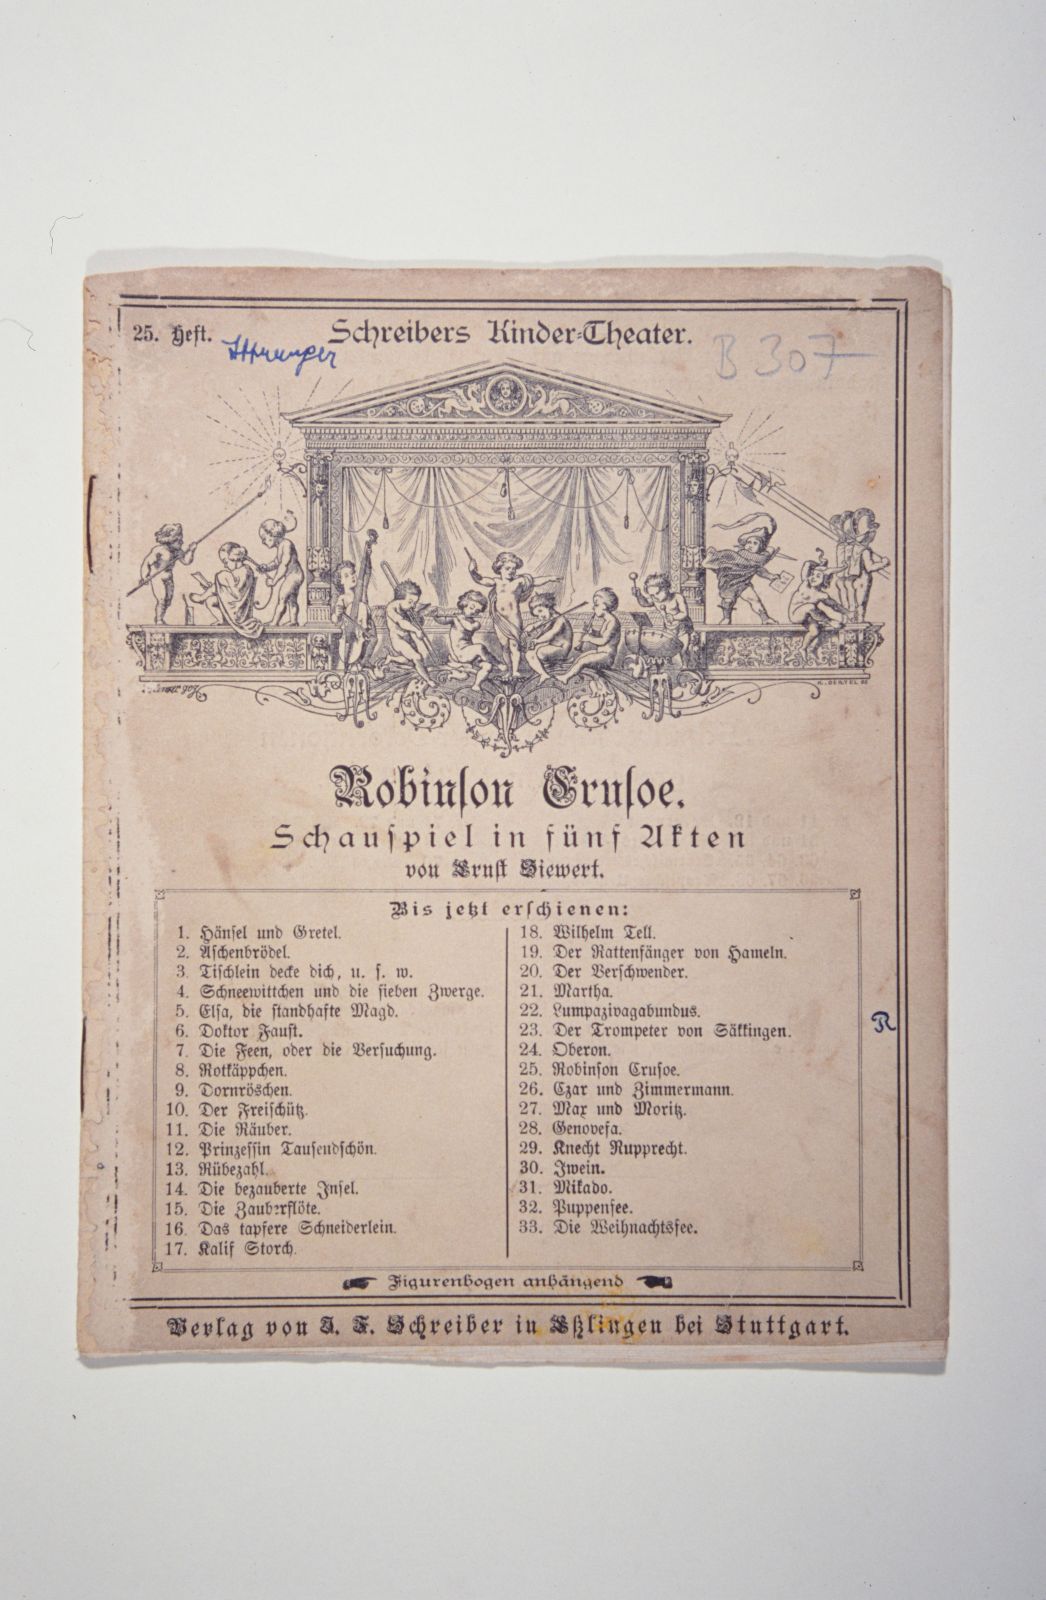 25. Heft.
Schreibers Kinder-Theater.
B 307
K. OERTEL
Robinson Crusoe.
Schauspiel in fünf Akten
von Ernst Siewert.
Bis jetzt erschienen:
1. Hänsel und Gretel.
2. Aschenbrödel.
3. Tischlein decke dich, u. s. w.
4. Schneewittchen und die sieben Zwerge.
5. Elsa, die standhafte Magd.
6. Doktor Faust.
7. Die Feen, oder die Versuchung.
8. Rotkäppchen.
9. Dornröschen.
10. Der Freischütz.
11. Die Räuber.
12. Prinzessin Tausendschön.
13. Rübezahl.
14. Die bezauberte Insel.
15. Die Zauberflöte.
16. Das tapfere Schneiderlein.
17. Kalif Storch.
18. Wilhelm Tell.
19. Der Rattenfänger von Hameln.
20. Der Verschwender.
21. Martha.
22. Lumpazivagabundus.
23. Der Trompeter von Säkkingen.
24. Oberon.
25. Robinson Crusoe.
26. Czar und Zimmermann.
27. Max und Moritz.
28. Genovefa.
29. Knecht Rupprecht.
30. Iwein.
31. Mikado.
32. Puppenfee.
33. Die Weihnachtsfee.
R
Figurenbogen anhängend
Verlag von J. F. Schreiber in Eßlingen bei Stuttgart.